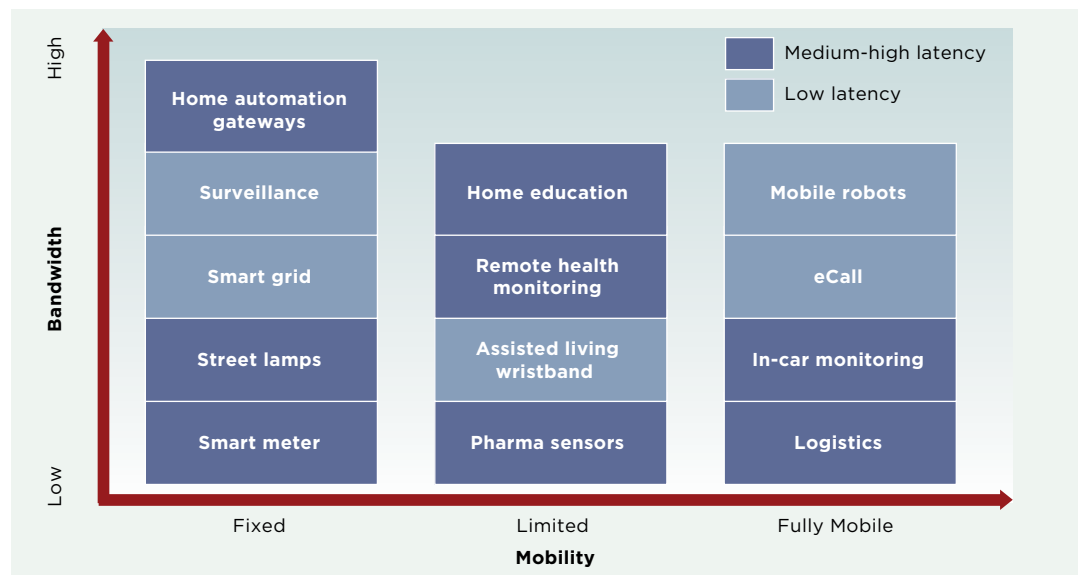 High
Medium-high latency
Low latency
Home automation
gateways
Surveillance
Smart grid
Street lamps
Smart meter
Home education
Remote health
monitoring
Assisted living
wristband
Pharma sensors
Mobile robots
eCall
In-car monitoring
Logistics
Bandwidth
Low
Fixed
Limited
Fully Mobile
Mobility